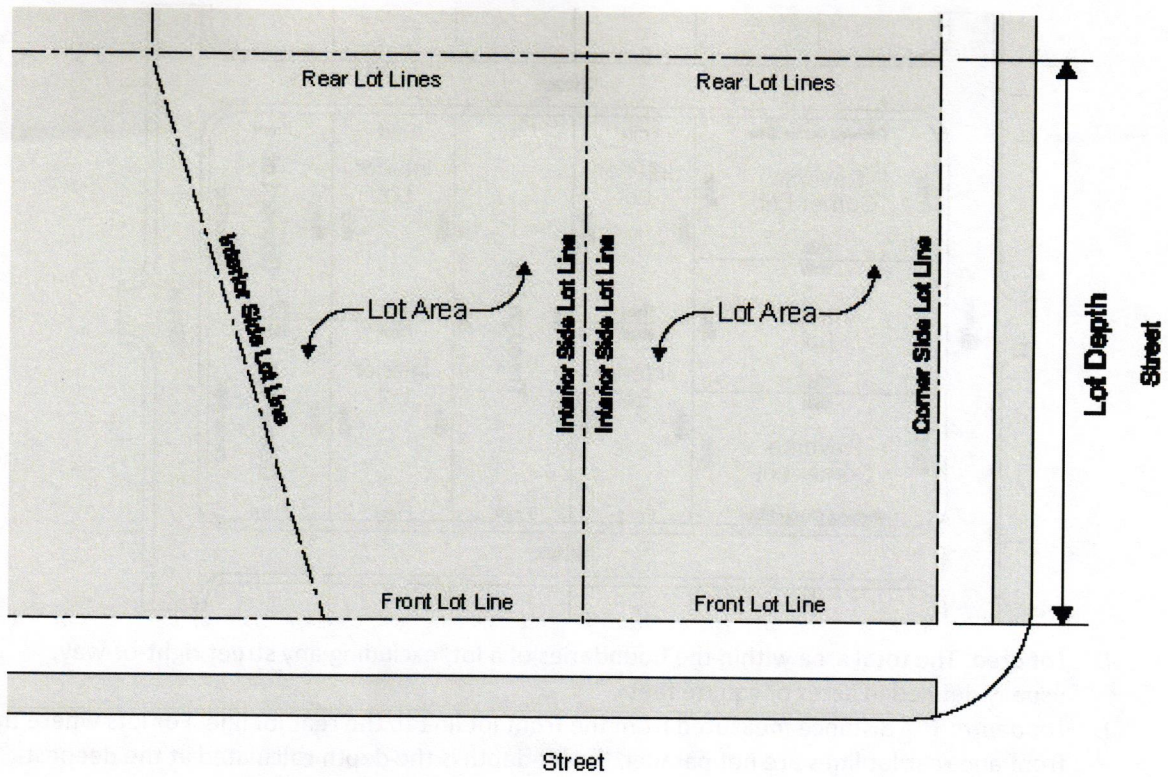 Rear Lot Lines
Rear Lot Lines
Interior Side Lot Line
Lot Area
Interior Side Lot Line
Interior Side Lot Line
Lot Area
Corner Side Lot Line
Lot Depth
Street
Front Lot Line
Front Lot Line
Street